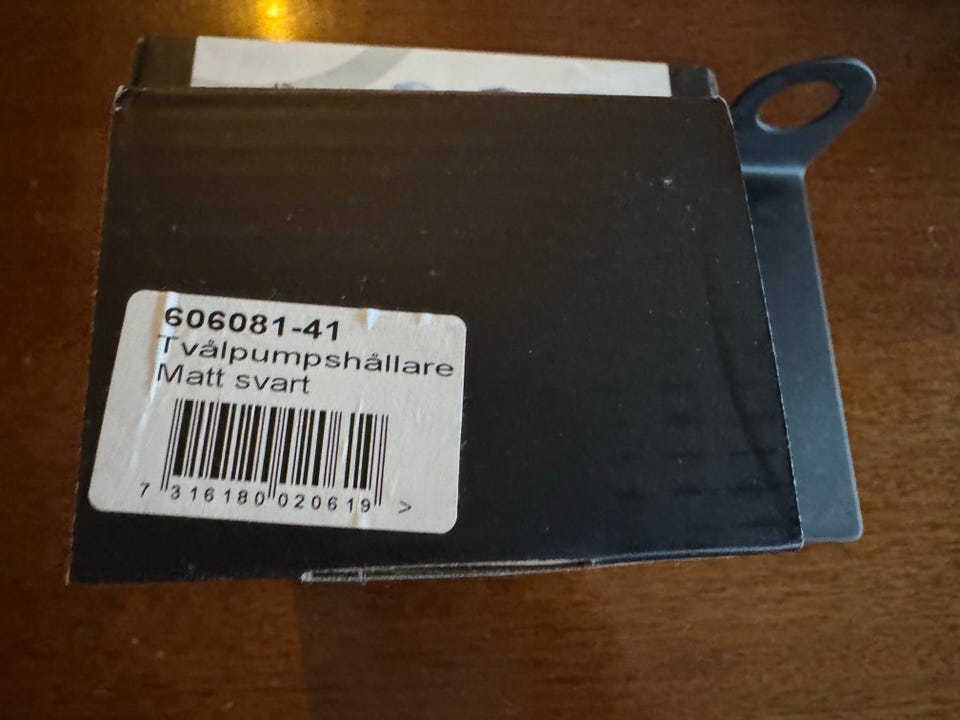 606081-41
Tvålpumpshållare
Matt svart
7 316180 020619 >